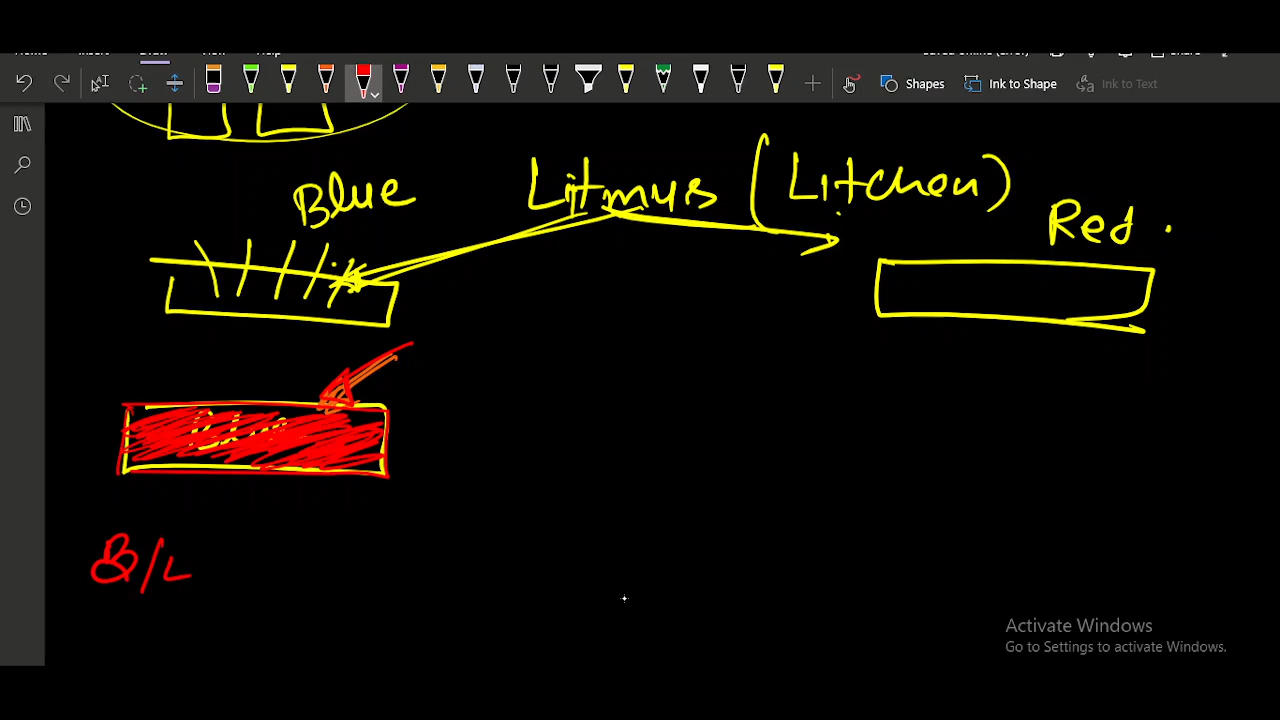 Shapes
Ink to Shape
Ink to Text
Blue
Litmus (Litchen)
Red .
B/L
Activate Windows
Go to Settings to activate Windows.